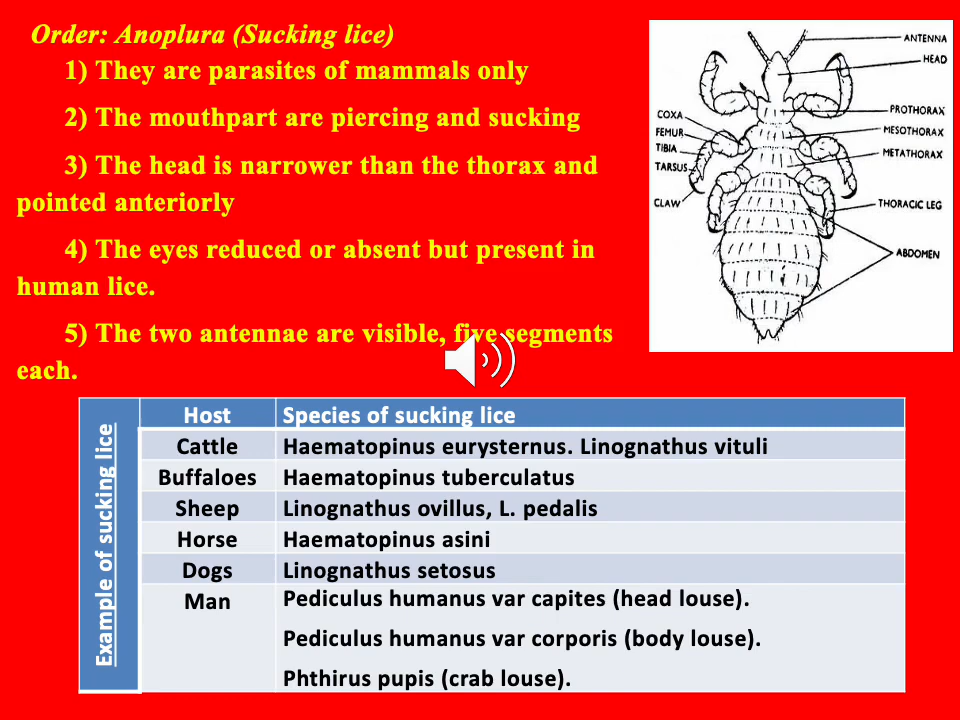 Order: Anoplura (Sucking lice)
1) They are parasites of mammals only
2) The mouthpart are piercing and sucking
3) The head is narrower than the thorax and
pointed anteriorly
4) The eyes reduced or absent but present in
human lice.
5) The two antennae are visible, five segments
each.
ANTENNA
HEAD
PROTHORAX
MESOTHORAX
METATHORAX
THORACIC LEG
ABDOMEN
COXA
FEMUR
TIBIA
TARSUS
CLAW
Example of sucking lice
Host Species of sucking lice
Cattle Haematopinus eurysternus. Linognathus vituli
Buffaloes Haematopinus tuberculatus
Sheep Linognathus ovillus, L. pedalis
Horse Haematopinus asini
Dogs Linognathus setosus
Man Pediculus humanus var capites (head louse).
Pediculus humanus var corporis (body louse).
Phthirus pupis (crab louse).